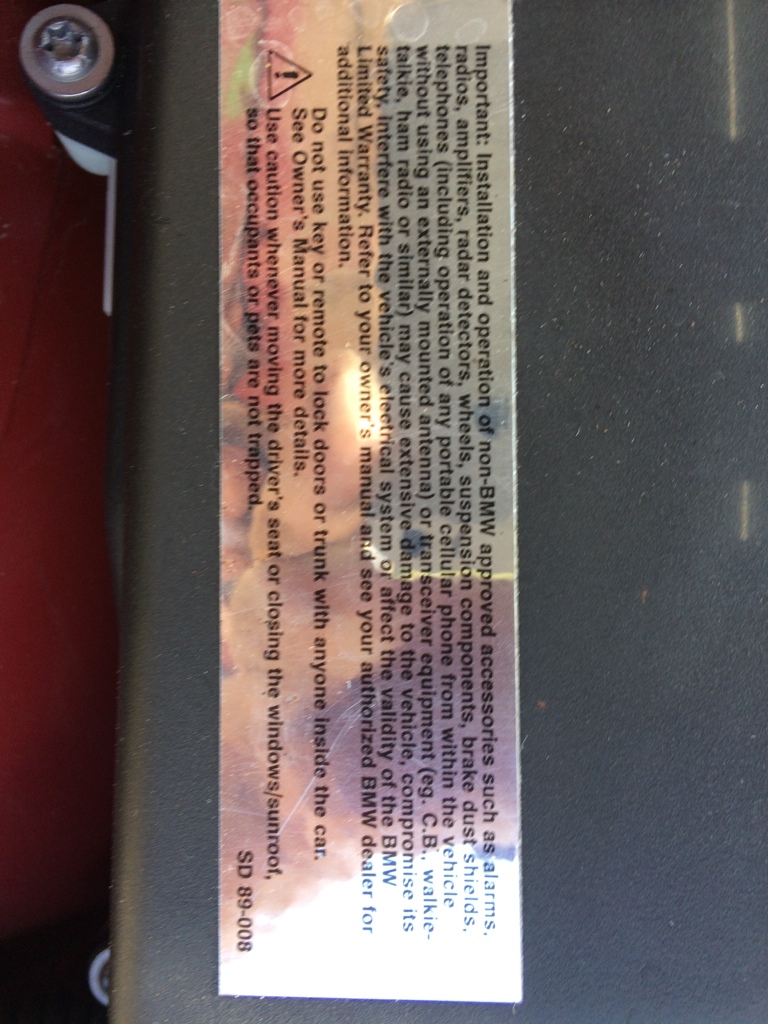 Important: Installation and operation of non-BMW approved accessories such as alarms,
radios, amplifiers, radar detectors, wheels, suspension components, brake dust shields,
telephones (including operation of any portable cellular phone from within the vehicle
without using an externally mounted antenna) or transceiver equipment (eg. C.B., walkie-
talkie, ham radio or similar) may cause extensive damage to the vehicle, compromise its
safety, interfere with the vehicle's electrical system or affect the validity of the BMW
Limited Warranty. Refer to your owner's manual and see your authorized BMW dealer for
additional information.
Do not use key or remote to lock doors or trunk with anyone inside the car.
See Owner's Manual for more details.
Use caution whenever moving the driver's seat or closing the windows/sunroof,
so that occupants or pets are not trapped.
SD 89-008